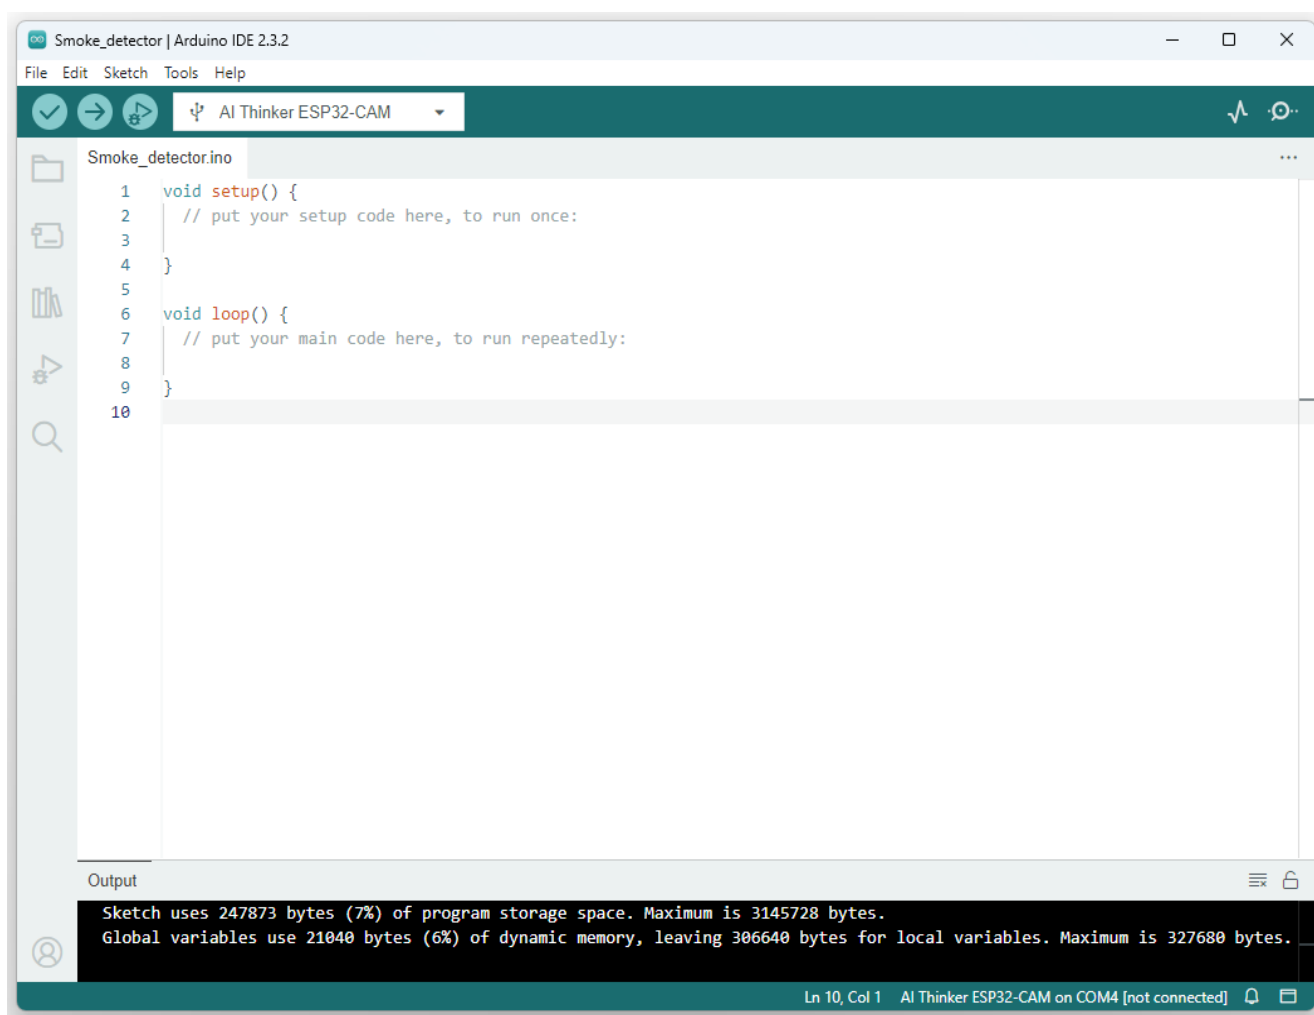 Smoke_detector | Arduino IDE 2.3.2
File Edit Sketch Tools Help
AI Thinker ESP32-CAM
Smoke_detector.ino
1 void setup() {
2 // put your setup code here, to run once:
3
4 }
5
6 void loop() {
7 // put your main code here, to run repeatedly:
8
9 }
10
Output
Sketch uses 247873 bytes (7%) of program storage space. Maximum is 3145728 bytes.
Global variables use 21040 bytes (6%) of dynamic memory, leaving 306640 bytes for local variables. Maximum is 327680 bytes.
Ln 10, Col 1 AI Thinker ESP32-CAM on COM4 [not connected]